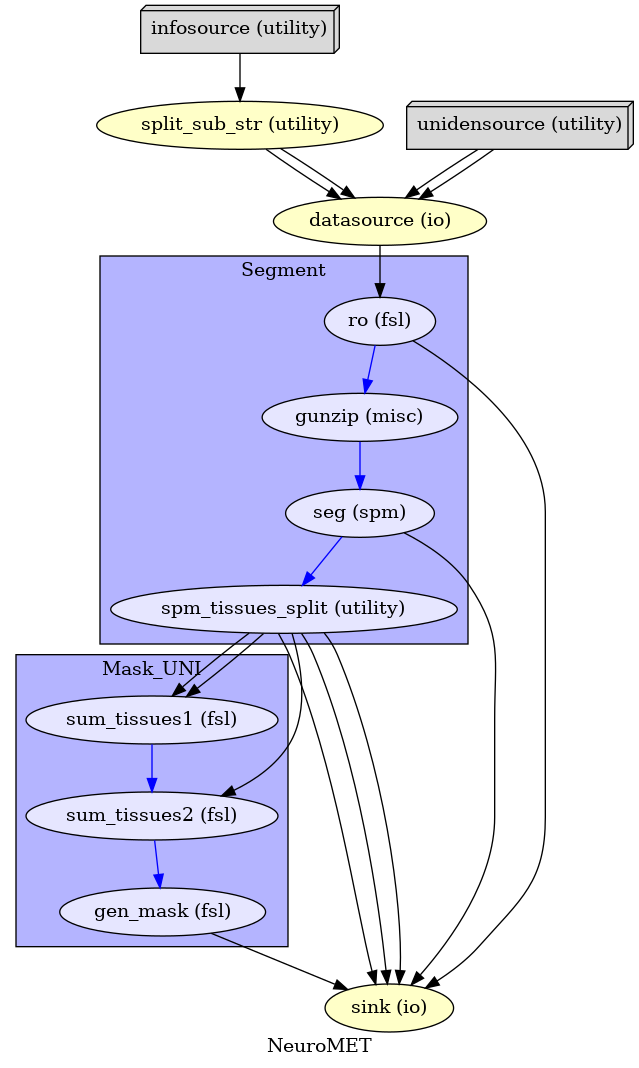 infosource (utility)
split_sub_str (utility)
unidensource (utility)
datasource (io)
Segment
ro (fsl)
gunzip (misc)
seg (spm)
spm_tissues_split (utility)
Mask_UNI
sum_tissues1 (fsl)
sum_tissues2 (fsl)
gen_mask (fsl)
sink (io)
NeuroMET